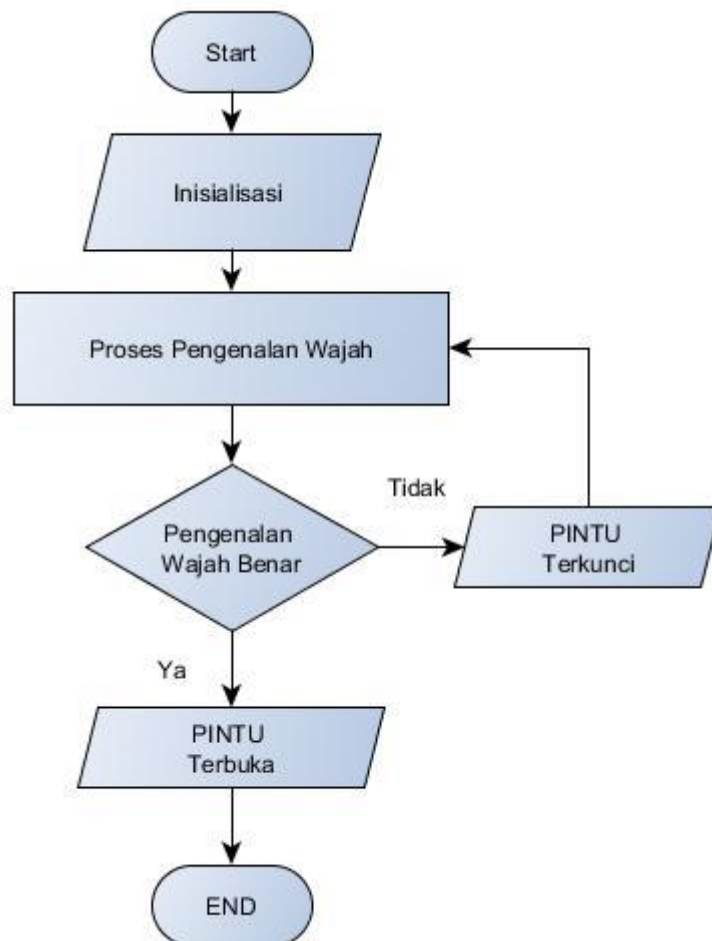 Start
Inisialisasi
Proses Pengenalan Wajah
Pengenalan
Wajah Benar
Tidak
PINTU
Terkunci
Ya
PINTU
Terbuka
END